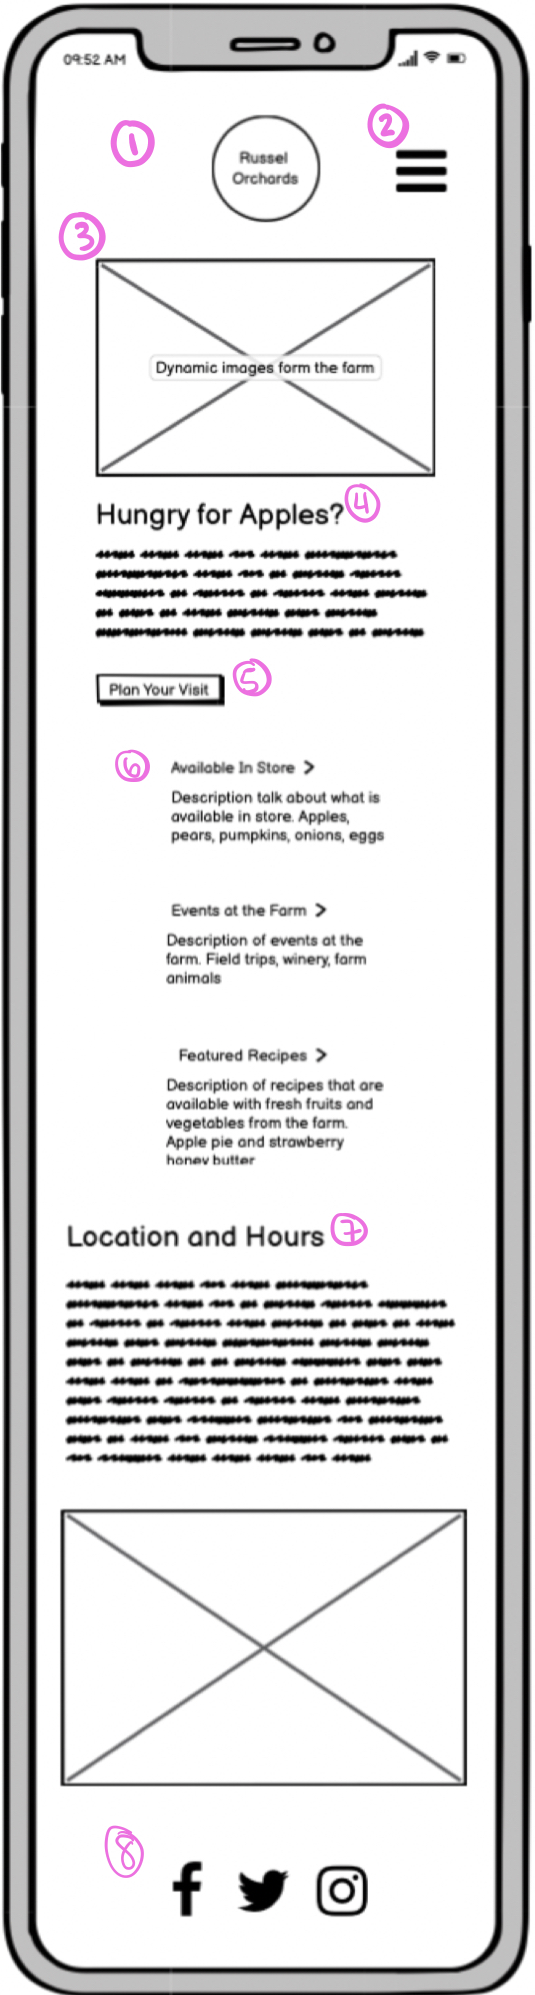 09:52 AM
1
2
Russel
Orchards
3
Dynamic images form the farm
Hungry for Apples? 4
Plan Your Visit 5
6 Available In Store >
Description talk about what is
available in store. Apples,
pears, pumpkins, onions, eggs
Events at the Farm >
Description of events at the
farm. Field trips, winery, farm
animals
Featured Recipes >
Description of recipes that are
available with fresh fruits and
vegetables from the farm.
Apple pie and strawberry
honey butter
Location and Hours 7
8